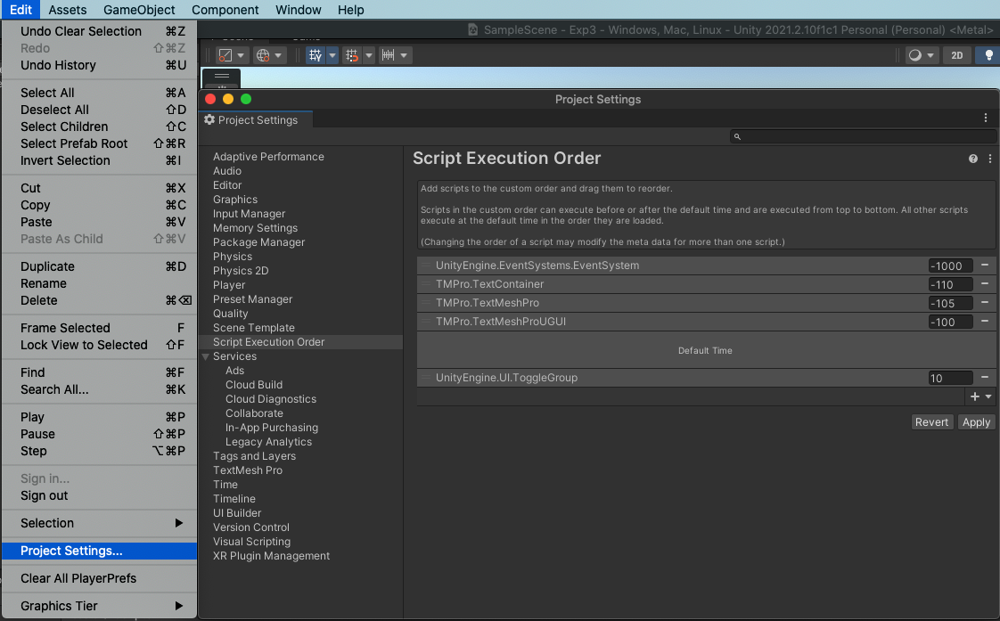 Edit Assets GameObject Component Window Help
SampleScene - Exp3 - Windows, Mac, Linux - Unity 2021.2.10f1c1 Personal (Personal) <Metal>
2D
Undo Clear Selection ⌘Z
Redo ⇧⌘Z
Undo History ⌘U
Select All ⌘A
Deselect All ⇧D
Select Children ⇧C
Select Prefab Root ⇧⌘R
Invert Selection ⌘I
Cut ⌘X
Copy ⌘C
Paste ⌘V
Paste As Child ⇧⌘V
Duplicate ⌘D
Rename
Delete ⌘⌫
Frame Selected F
Lock View to Selected ⇧F
Find ⌘F
Search All... ⌘K
Play ⌘P
Pause ⇧⌘P
Step ⌥⌘P
Sign in...
Sign out
Selection
Project Settings...
Clear All PlayerPrefs
Graphics Tier
Project Settings
Project Settings
Adaptive Performance
Audio
Editor
Graphics
Input Manager
Memory Settings
Package Manager
Physics
Physics 2D
Player
Preset Manager
Quality
Scene Template
Script Execution Order
Services
Ads
Cloud Build
Cloud Diagnostics
Collaborate
In-App Purchasing
Legacy Analytics
Tags and Layers
TextMesh Pro
Time
Timeline
UI Builder
Version Control
Visual Scripting
XR Plugin Management
Script Execution Order
Add scripts to the custom order and drag them to reorder.
Scripts in the custom order can execute before or after the default time and are executed from top to bottom. All other scripts
execute at the default time in the order they are loaded.
(Changing the order of a script may modify the meta data for more than one script.)
UnityEngine.EventSystems.EventSystem -1000
TMPro.TextContainer -110
TMPro.TextMeshPro -105
TMPro.TextMeshProUGUI -100
Default Time
UnityEngine.UI.ToggleGroup 10
Revert Apply